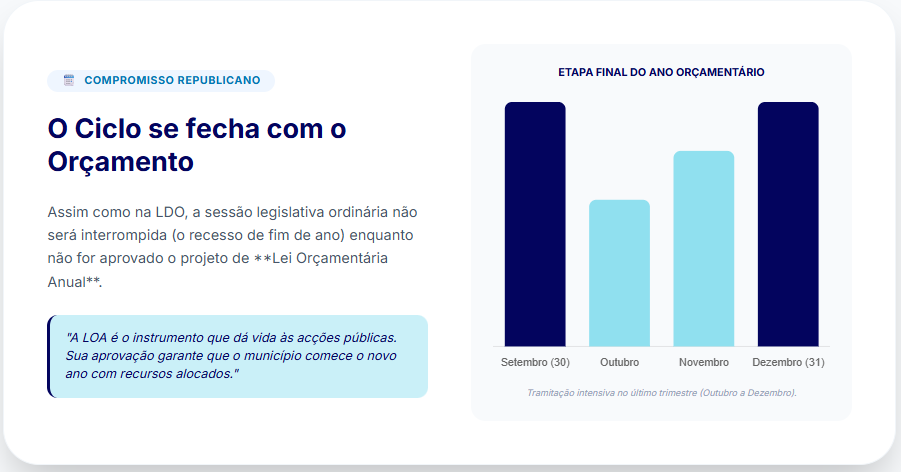 COMPROMISSO REPUBLICANO
O Ciclo se fecha com o
Orçamento
Assim como na LDO, a sessão legislativa ordinária não
será interrompida (o recesso de fim de ano) enquanto
não for aprovado o projeto de **Lei Orçamentária
Anual**.
"A LOA é o instrumento que dá vida às acções públicas.
Sua aprovação garante que o município comece o novo
ano com recursos alocados."
ETAPA FINAL DO ANO ORÇAMENTÁRIO
Setembro (30)
Outubro
Novembro
Dezembro (31)
Tramitação intensiva no último trimestre (Outubro a Dezembro).